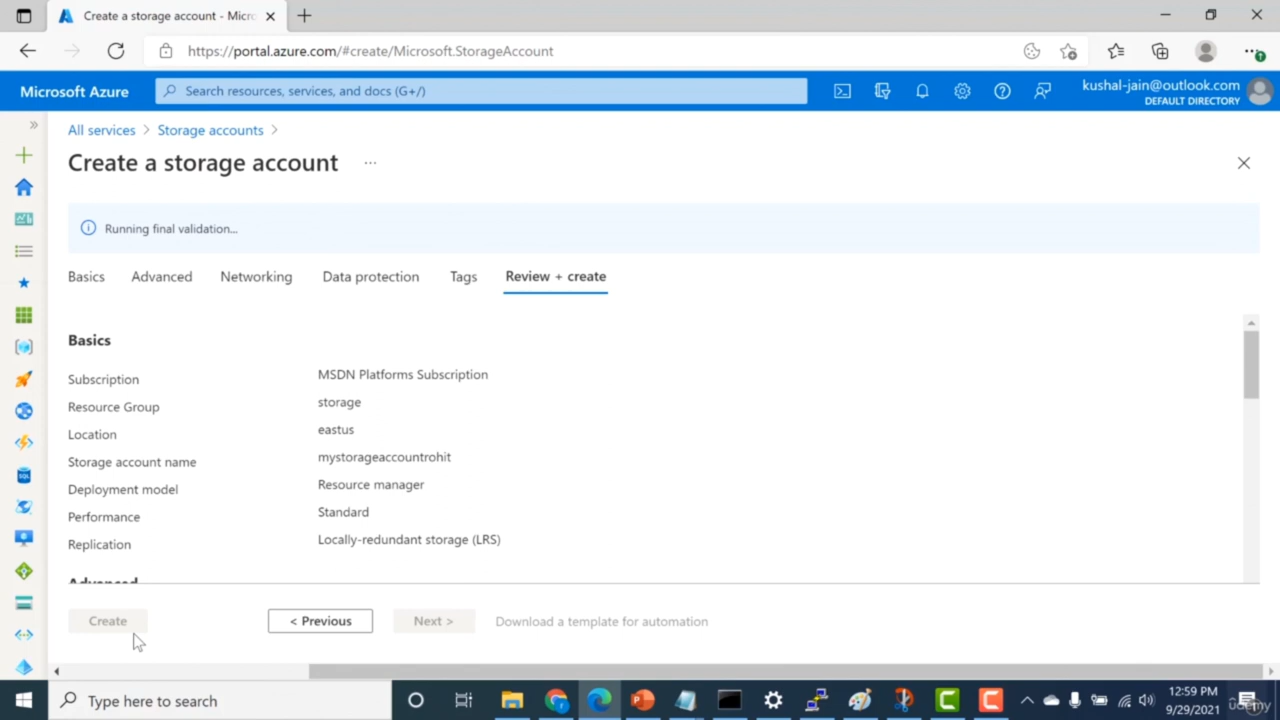 Create a storage account - Micro
https://portal.azure.com/#create/Microsoft.StorageAccount
Microsoft Azure
Search resources, services, and docs (G+/)
kushal-jain@outlook.com
DEFAULT DIRECTORY
All services > Storage accounts >
Create a storage account ...
Running final validation...
Basics Advanced Networking Data protection Tags Review + create
Basics
Subscription MSDN Platforms Subscription
Resource Group storage
Location eastus
Storage account name mystorageaccountrohit
Deployment model Resource manager
Performance Standard
Replication Locally-redundant storage (LRS)
Advanced
Create < Previous Next > Download a template for automation
Type here to search
12:59 PM
9/29/2021
udemy